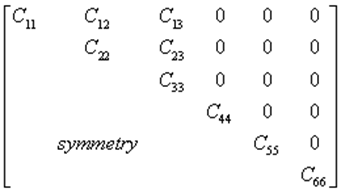 C₁₁ C₁₂ C₁₃ 0 0 0
C₂₂ C₂₃ 0 0 0
C₃₃ 0 0 0
C₄₄ 0 0
symmetry C₅₅ 0
C₆₆